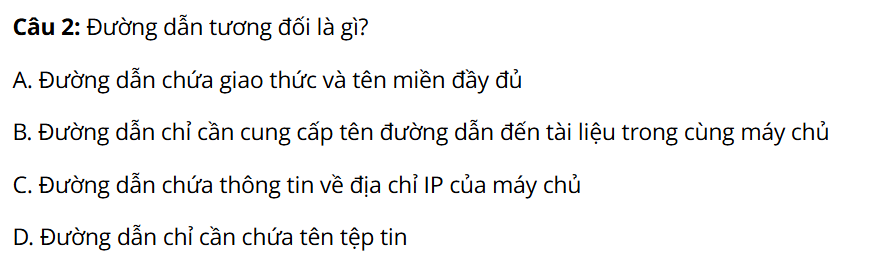 Câu 2: Đường dẫn tương đối là gì?
A. Đường dẫn chứa giao thức và tên miền đầy đủ
B. Đường dẫn chỉ cần cung cấp tên đường dẫn đến tài liệu trong cùng máy chủ
C. Đường dẫn chứa thông tin về địa chỉ IP của máy chủ
D. Đường dẫn chỉ cần chứa tên tệp tin